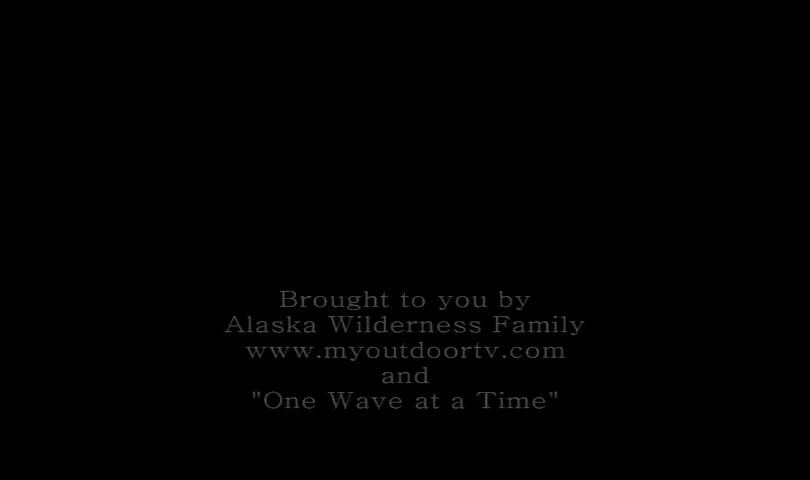 Brought to you by
Alaska Wilderness Family
www.myoutdoortv.com
and
"One Wave at a Time"